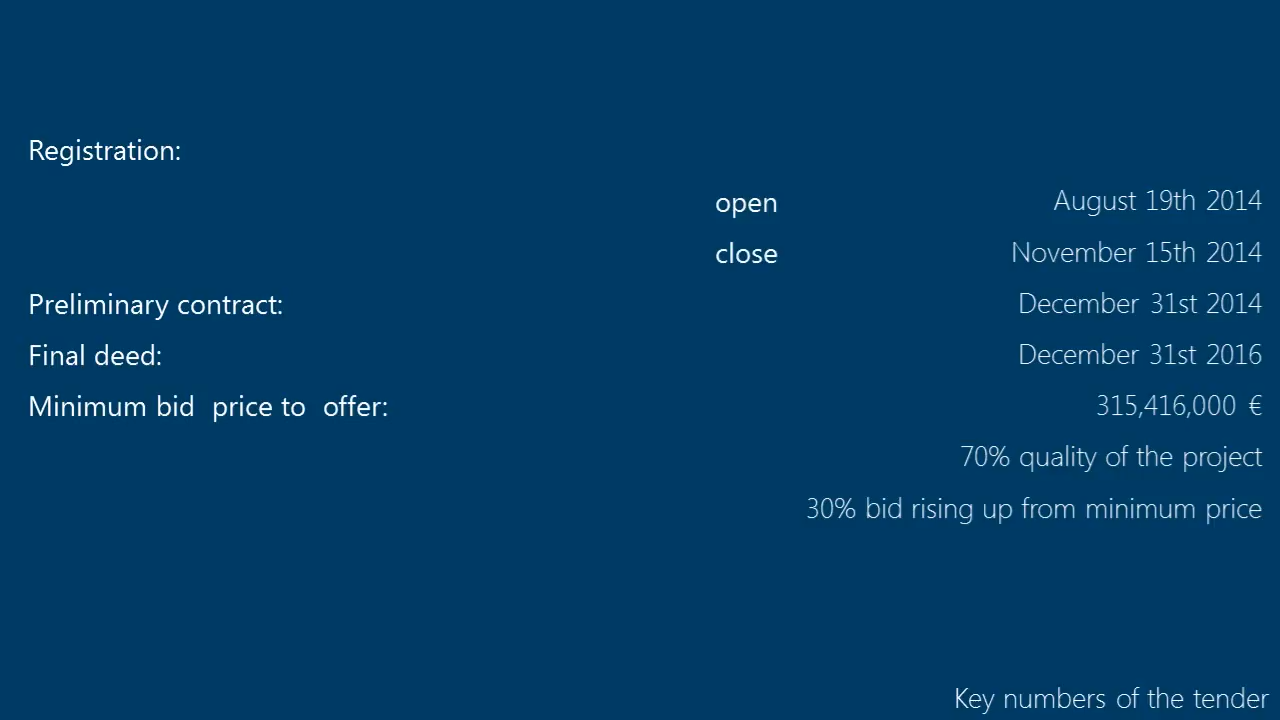 Registration:
open August 19th 2014
close November 15th 2014
Preliminary contract: December 31st 2014
Final deed: December 31st 2016
Minimum bid price to offer: 315,416,000 €
70% quality of the project
30% bid rising up from minimum price
Key numbers of the tender